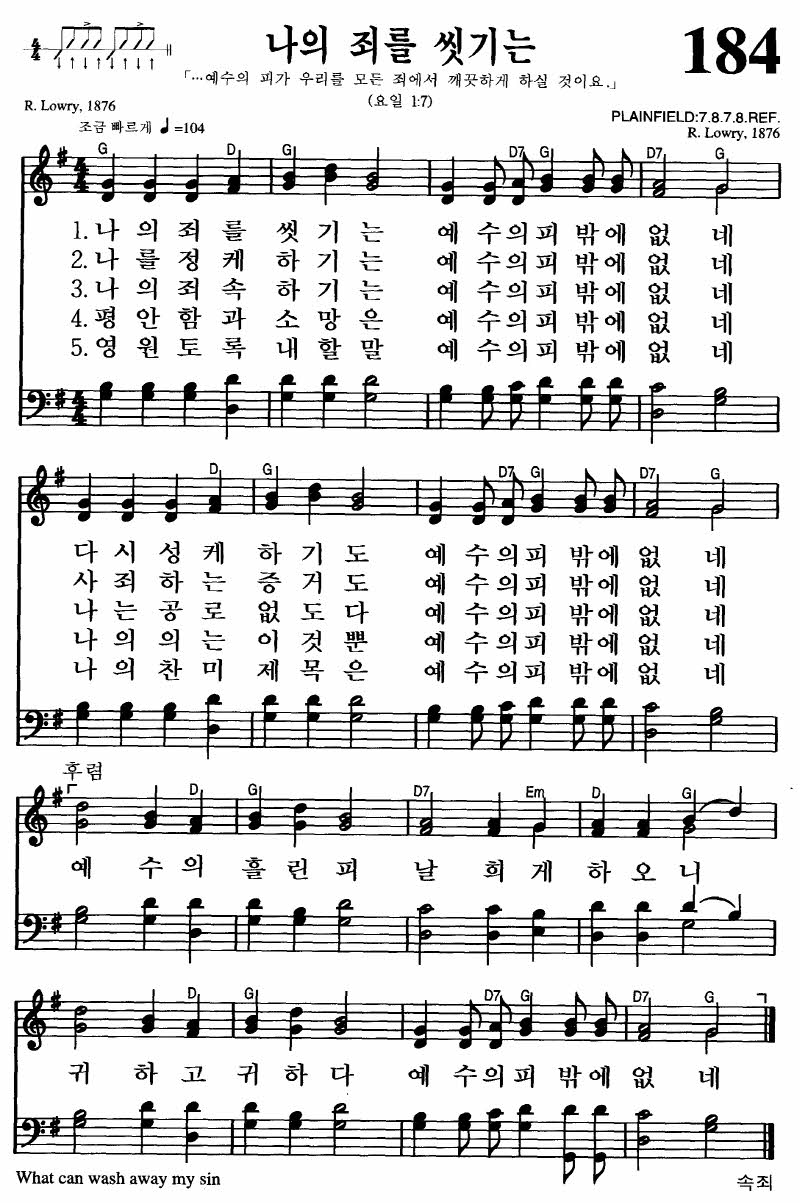 나의 죄를 씻기는
184
「…예수의 피가 우리를 모든 죄에서 깨끗하게 하실 것이요.」
(요일 1:7)
R. Lowry, 1876
PLAINFIELD:7.8.7.8.REF.
R. Lowry, 1876
조금 빠르게 ♩=104
G D G D7 G D7 G
1. 나의 죄를 씻기는 예수의피 밖에 없네
2. 나를정케 하기는 예수의피 밖에 없네
3. 나의 죄속 하기는 예수의피 밖에 없네
4. 평안함과 소망은 예수의피 밖에 없네
5. 영원토록 내할말 예수의피 밖에 없네
D G D7 G D7 G
다시성케 하기도 예수의피 밖에 없네
사죄하는 증거도 예수의피 밖에 없네
나는공로 없도다 예수의피 밖에 없네
나의의는 이것뿐 예수의피 밖에 없네
나의찬미 제목은 예수의피 밖에 없네
후렴
D G D7 Em D G
예 수의 흘린피 날 희게하오니
D G D7 G D7 G
귀 하고귀하다 예 수의피 밖에없 네
What can wash away my sin
속죄